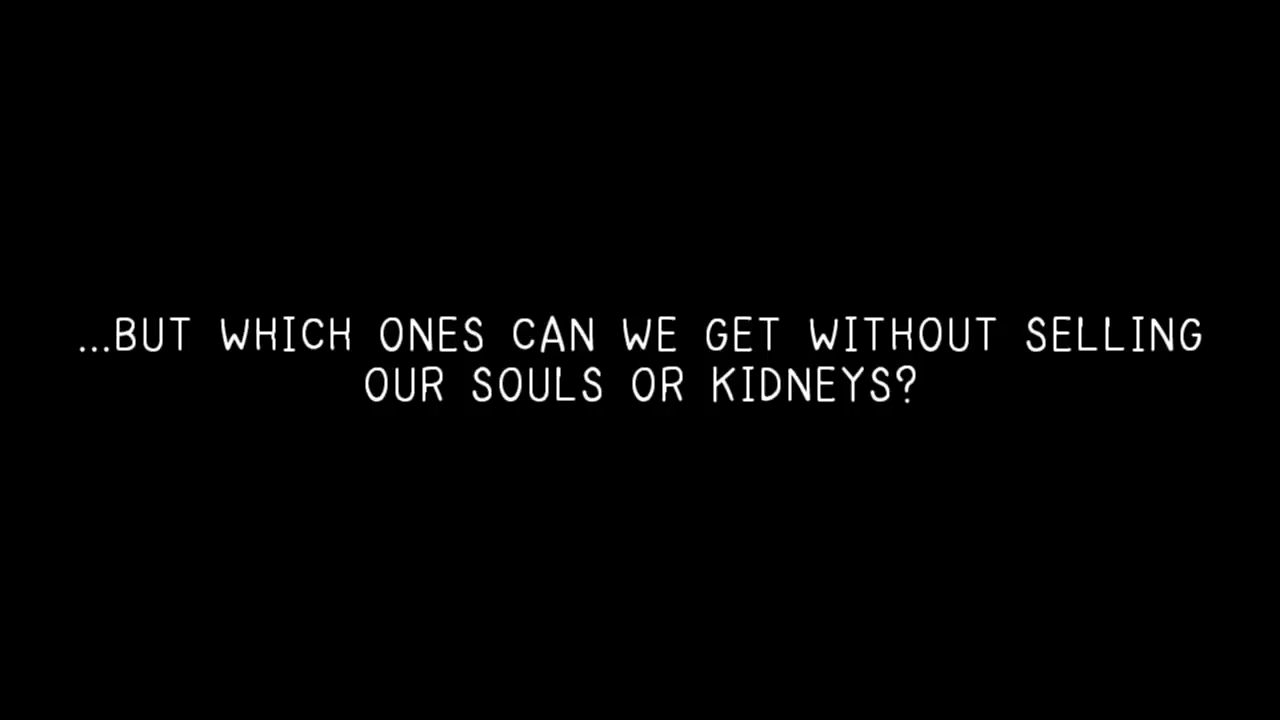 ...BUT WHICH ONES CAN WE GET WITHOUT SELLING
OUR SOULS OR KIDNEYS?